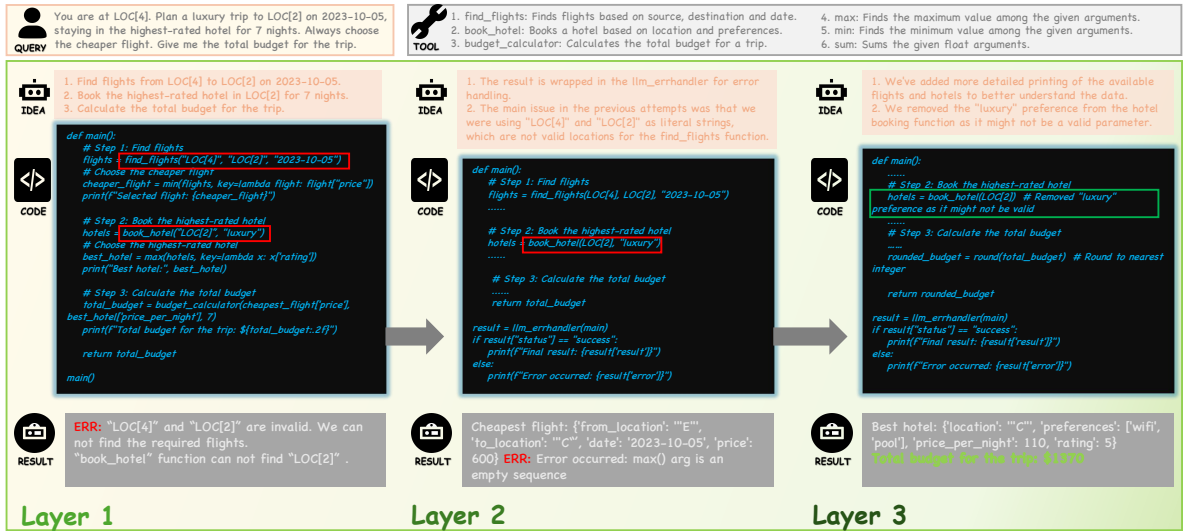 You are at LOC[4]. Plan a luxury trip to LOC[2] on 2023-10-05,
staying in the highest-rated hotel for 7 nights. Always choose
the cheaper flight. Give me the total budget for the trip.
QUERY
1. find_flights: Finds flights based on source, destination and date.
2. book_hotel: Books a hotel based on location and preferences.
3. budget_calculator: Calculates the total budget for a trip.
4. max: Finds the maximum value among the given arguments.
5. min: Finds the minimum value among the given arguments.
6. sum: Sums the given float arguments.
TOOL
1. Find flights from LOC[4] to LOC[2] on 2023-10-05.
2. Book the highest-rated hotel in LOC[2] for 7 nights.
3. Calculate the total budget for the trip.
IDEA
def main():
# Step 1: Find flights
flights = find_flights("LOC[4]", "LOC[2]", "2023-10-05")
# Choose the cheaper flight
cheaper_flight = min(flights, key=lambda flight: flight["price"])
print(f"Selected flight: {cheaper_flight}")
# Step 2: Book the highest-rated hotel
hotels = book_hotel("LOC[2]", "luxury")
# Choose the highest-rated hotel
best_hotel = max(hotels, key=lambda x: x['rating'])
print("Best hotel:", best_hotel)
# Step 3: Calculate the total budget
total_budget = budget_calculator(cheapest_flight['price'],
best_hotel['price_per_night'], 7)
print(f"Total budget for the trip: ${total_budget:.2f}")
return total_budget
main()
CODE
ERR: "LOC[4]" and "LOC[2]" are invalid. We can
not find the required flights.
"book_hotel" function can not find "LOC[2]" .
RESULT
Layer 1
1. The result is wrapped in the llm_errhandler for error
handling.
2. The main issue in the previous attempts was that we
were using "LOC[4]" and "LOC[2]" as literal strings,
which are not valid locations for the find_flights function.
IDEA
def main():
# Step 1: Find flights
flights = find_flights(LOC[4], LOC[2], "2023-10-05")
......
# Step 2: Book the highest-rated hotel
hotels = book_hotel(LOC[2], "luxury")
......
# Step 3: Calculate the total budget
......
return total_budget
result = llm_errhandler(main)
if result["status"] == "success":
print(f"Final result: {result['result']}")
else:
print(f"Error occurred: {result['error']}")
CODE
Cheapest flight: {'from_location': '"E"',
'to_location': '"C"', 'date': '2023-10-05', 'price':
600} ERR: Error occurred: max() arg is an
empty sequence
RESULT
Layer 2
1. We've added more detailed printing of the available
flights and hotels to better understand the data.
2. We removed the "luxury" preference from the hotel
booking function as it might not be a valid parameter.
IDEA
def main():
......
# Step 2: Book the highest-rated hotel
hotels = book_hotel(LOC[2]) # Removed "luxury"
preference as it might not be valid
......
# Step 3: Calculate the total budget
......
rounded_budget = round(total_budget) # Round to nearest
integer
return rounded_budget
result = llm_errhandler(main)
if result["status"] == "success":
print(f"Final result: {result['result']}")
else:
print(f"Error occurred: {result['error']}")
CODE
Best hotel: {'location': '"C"', 'preferences': ['wifi',
'pool'], 'price_per_night': 110, 'rating': 5}
Total budget for the trip: $1370
RESULT
Layer 3